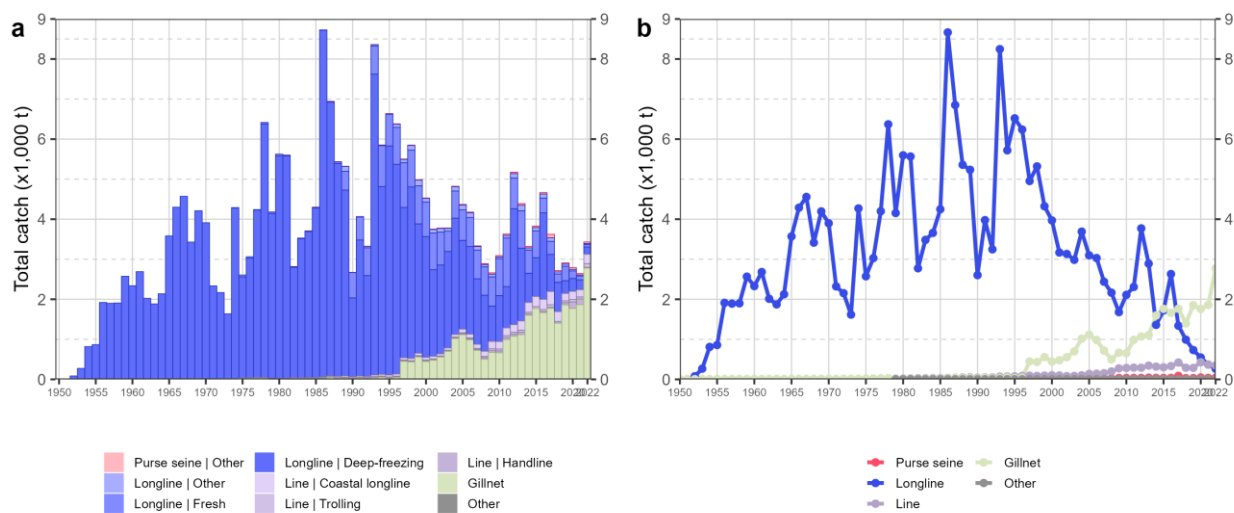 a
Total catch (x1,000 t)
9
8
6
4
2
0
9
8
6
4
2
0
1950 1955 1960 1965 1970 1975 1980 1985 1990 1995 2000 2005 2010 2015 2020 2022
Purse seine | Other
Longline | Other
Longline | Fresh
Longline | Deep-freezing
Line | Coastal longline
Line | Trolling
Line | Handline
Gillnet
Other
b
Total catch (x1,000 t)
9
8
6
4
2
0
9
8
6
4
2
0
1950 1955 1960 1965 1970 1975 1980 1985 1990 1995 2000 2005 2010 2015 2020 2022
Purse seine
Longline
Line
Gillnet
Other